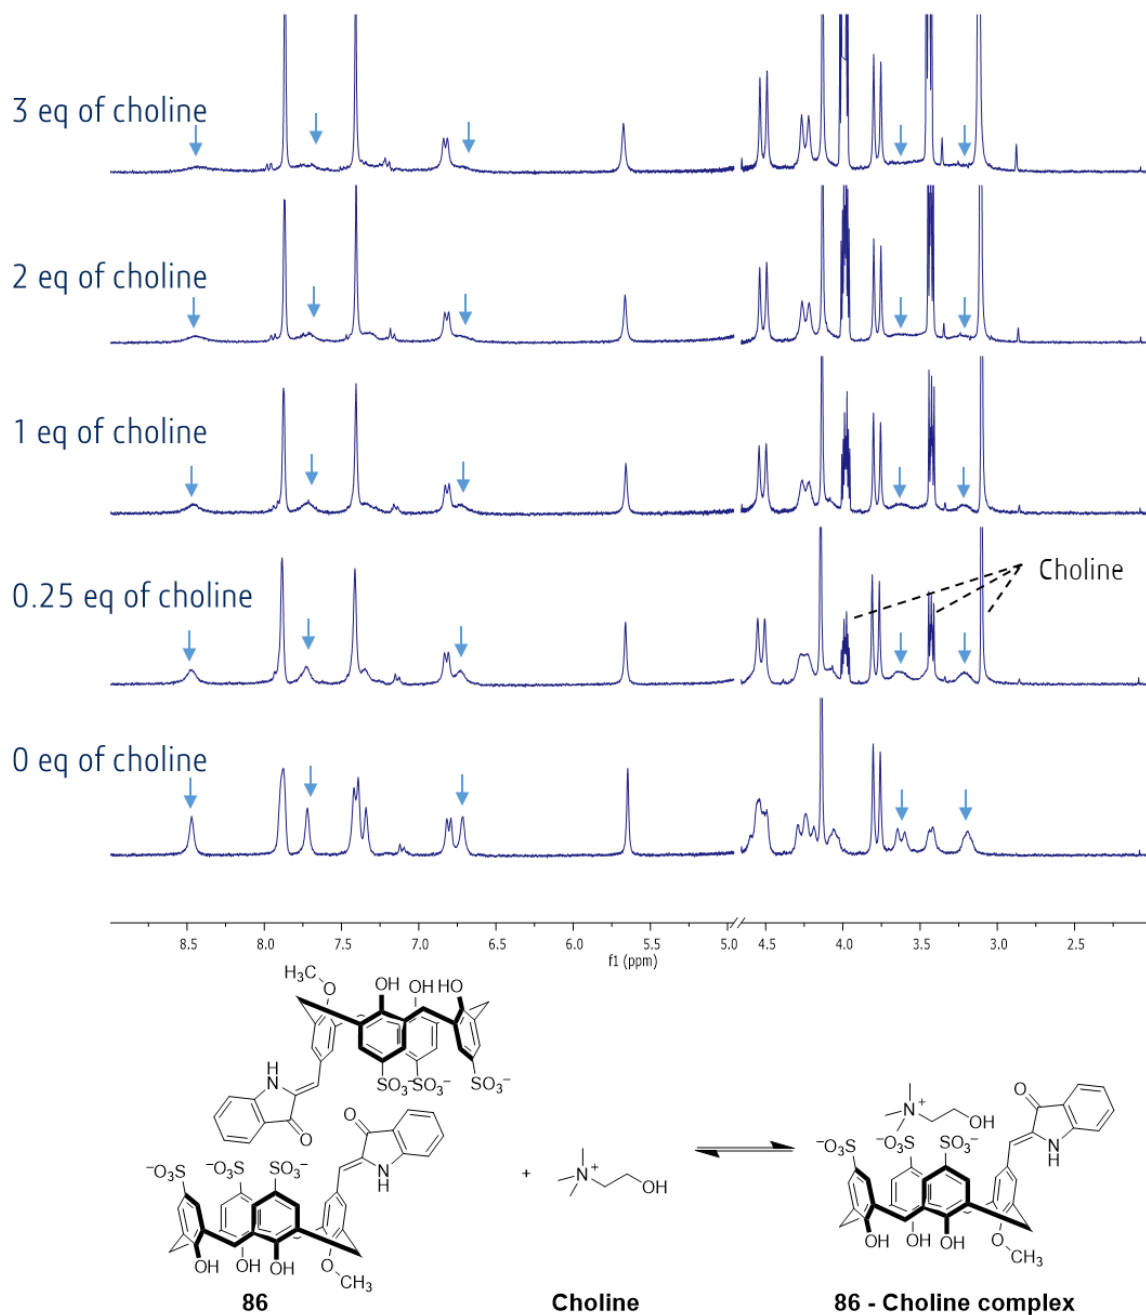 3 eq of choline
2 eq of choline
1 eq of choline
0.25 eq of choline
Choline
0 eq of choline
8.5 8.0 7.5 7.0 6.5 6.0 5.5 5.0 4.5 4.0 3.5 3.0 2.5
f1 (ppm)
H₃C
O
OH
OH
HO
SO₃⁻
SO₃⁻
SO₃⁻
H
N
O
O
NH
⁻O₃S
⁻O₃S
SO₃⁻
OH
OH
OH
O
CH₃
+
N⁺
OH
N⁺
OH
O
NH
⁻O₃S
⁻O₃S
SO₃⁻
OH
OH
OH
O
CH₃
86
Choline
86 - Choline complex